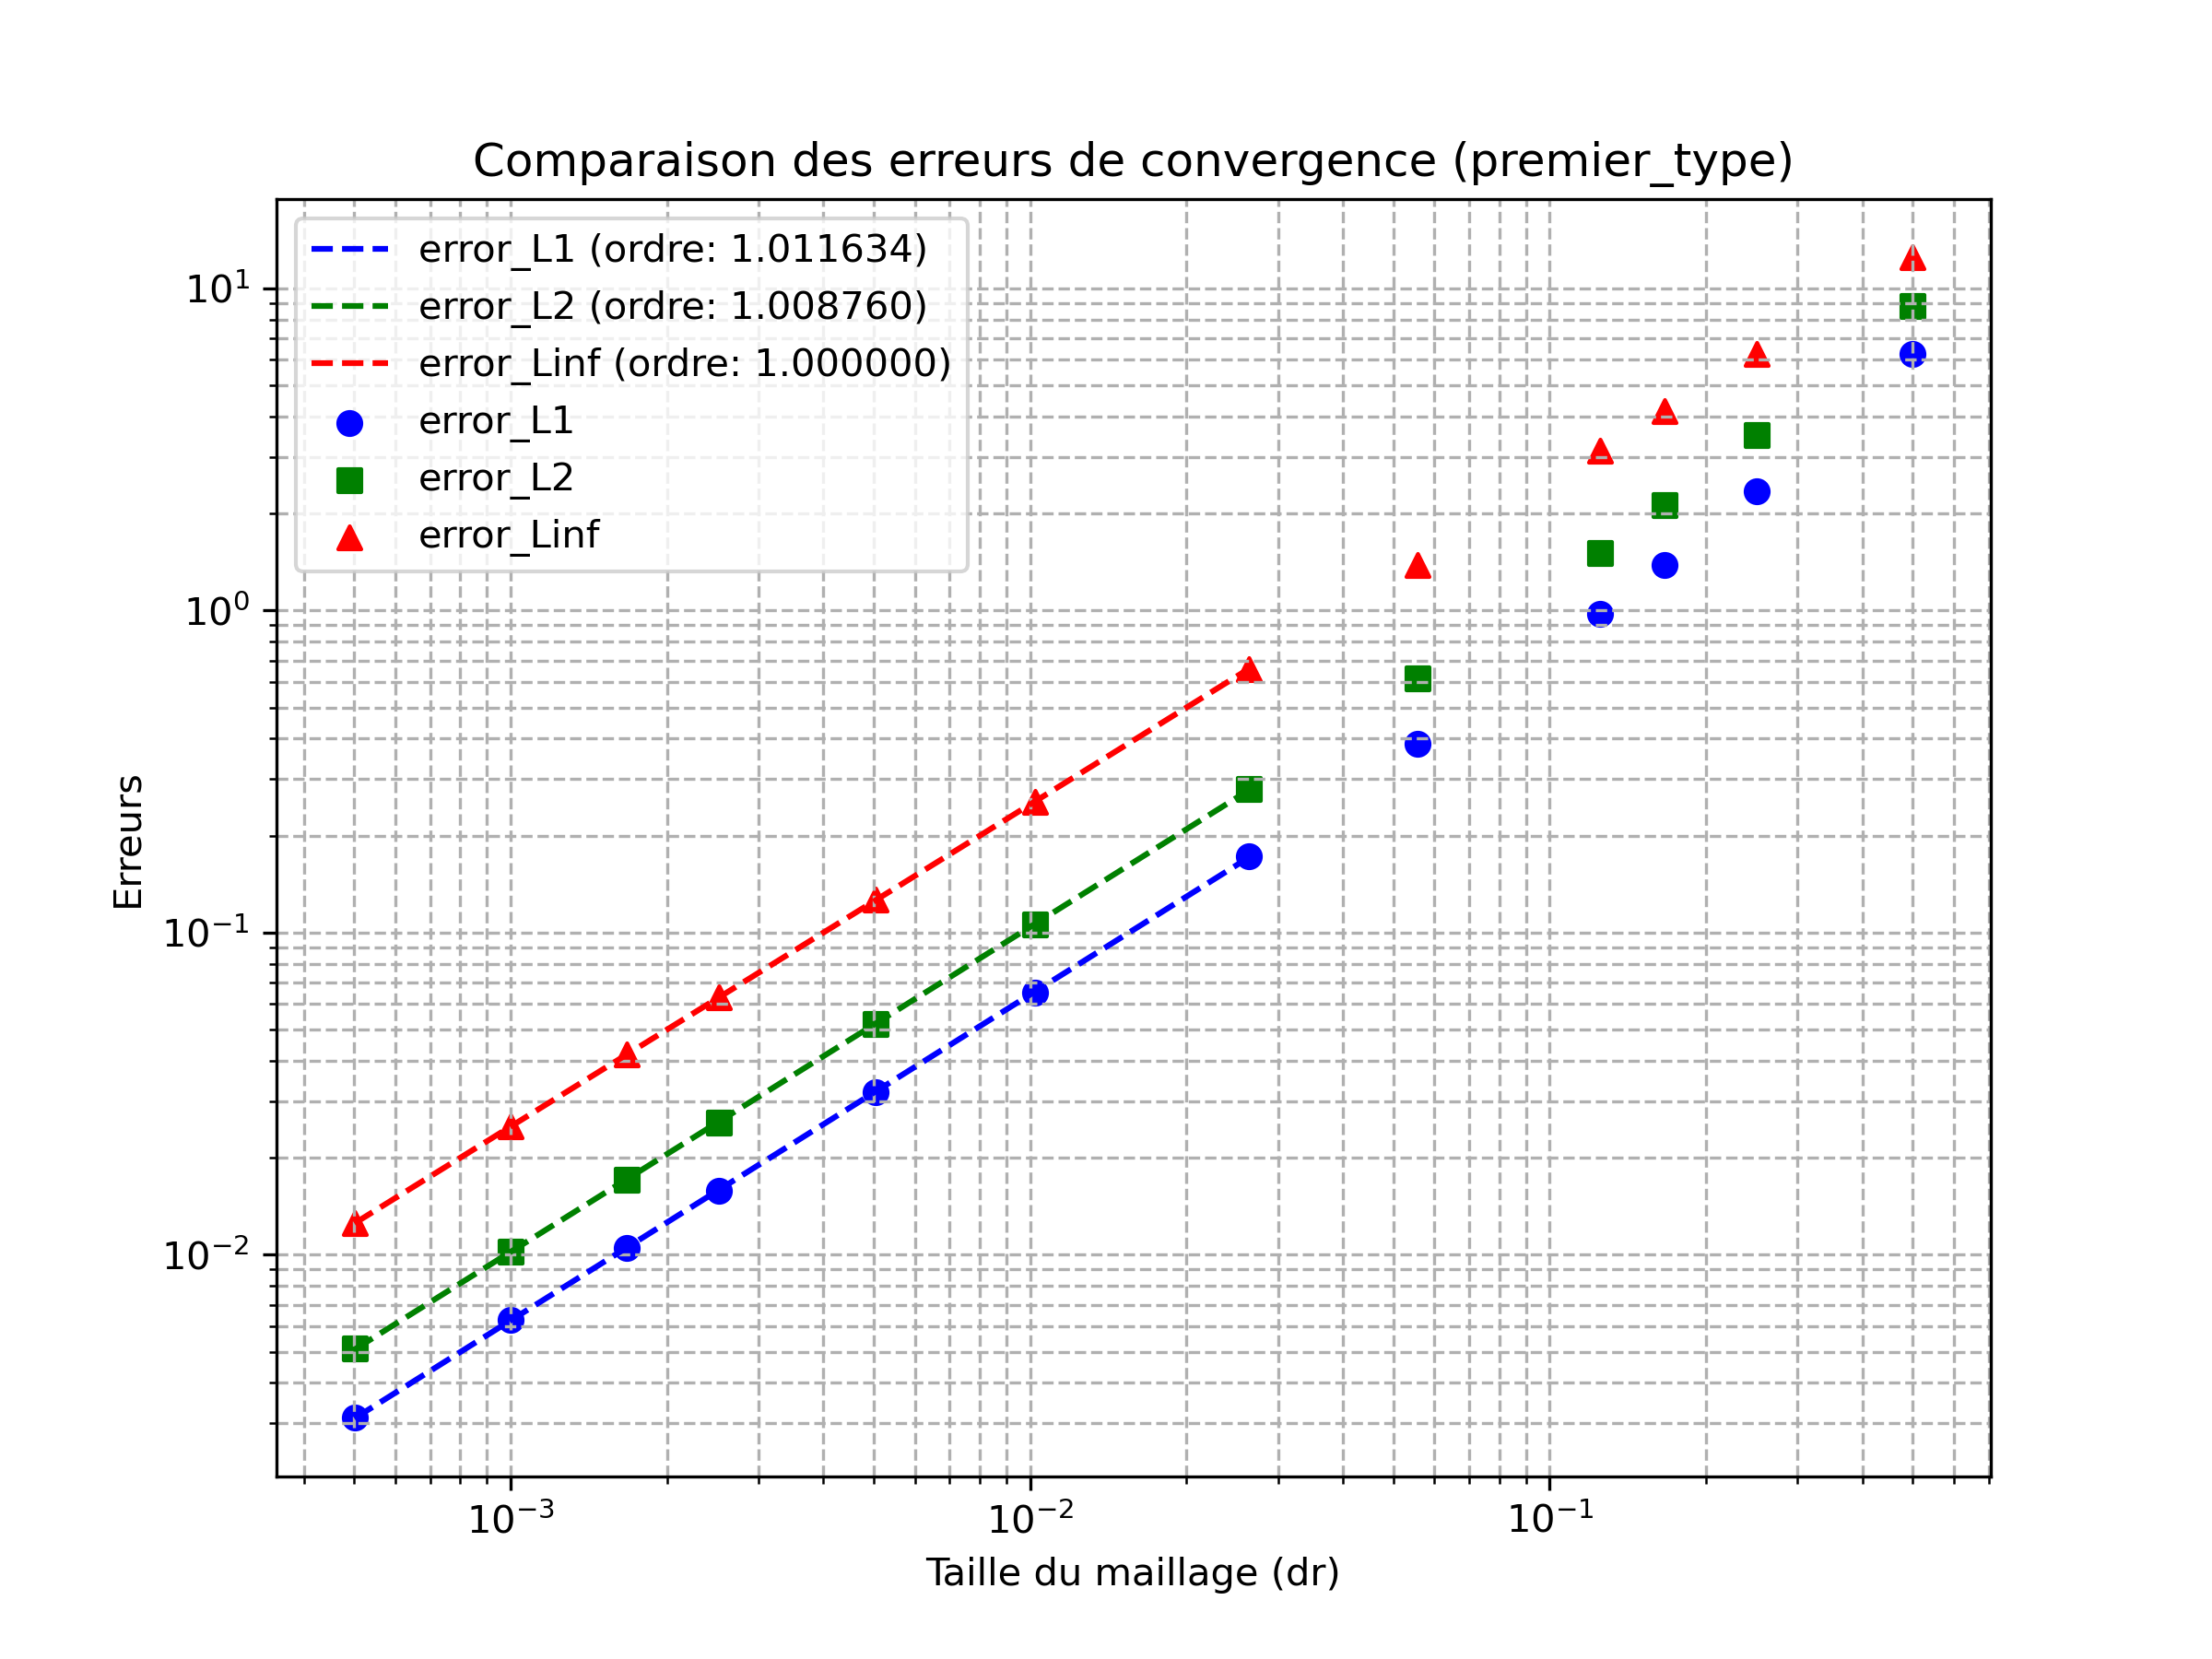 Comparaison des erreurs de convergence (premier_type)
error_L1 (ordre: 1.011634)
error_L2 (ordre: 1.008760)
error_Linf (ordre: 1.000000)
error_L1
error_L2
error_Linf
10¹
10⁰
10⁻¹
10⁻²
Erreurs
10⁻³ 10⁻² 10⁻¹
Taille du maillage (dr)